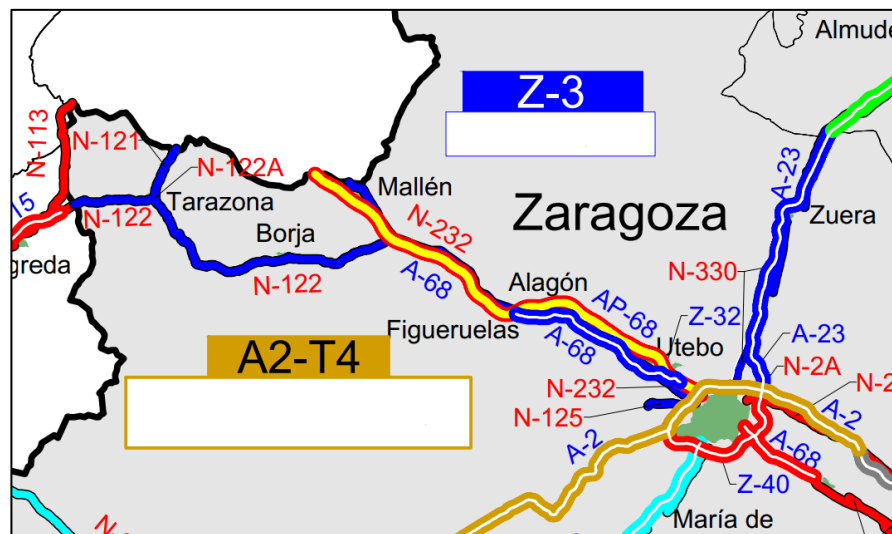 Almude
Z-3
N-113
N-121
N-122A
A-23
Mallén
15
N-122
Tarazona
Zaragoza
Zuera
Borja
N-232
greda
N-330
N-122
A-68
Alagón
AP-68
Z-32
Figueruelas
A-68
A-23
Utebo
A2-T4
N-2A
N-232
N-2
N-125
A-2
A-2
A-68
Z-40
María de
N-